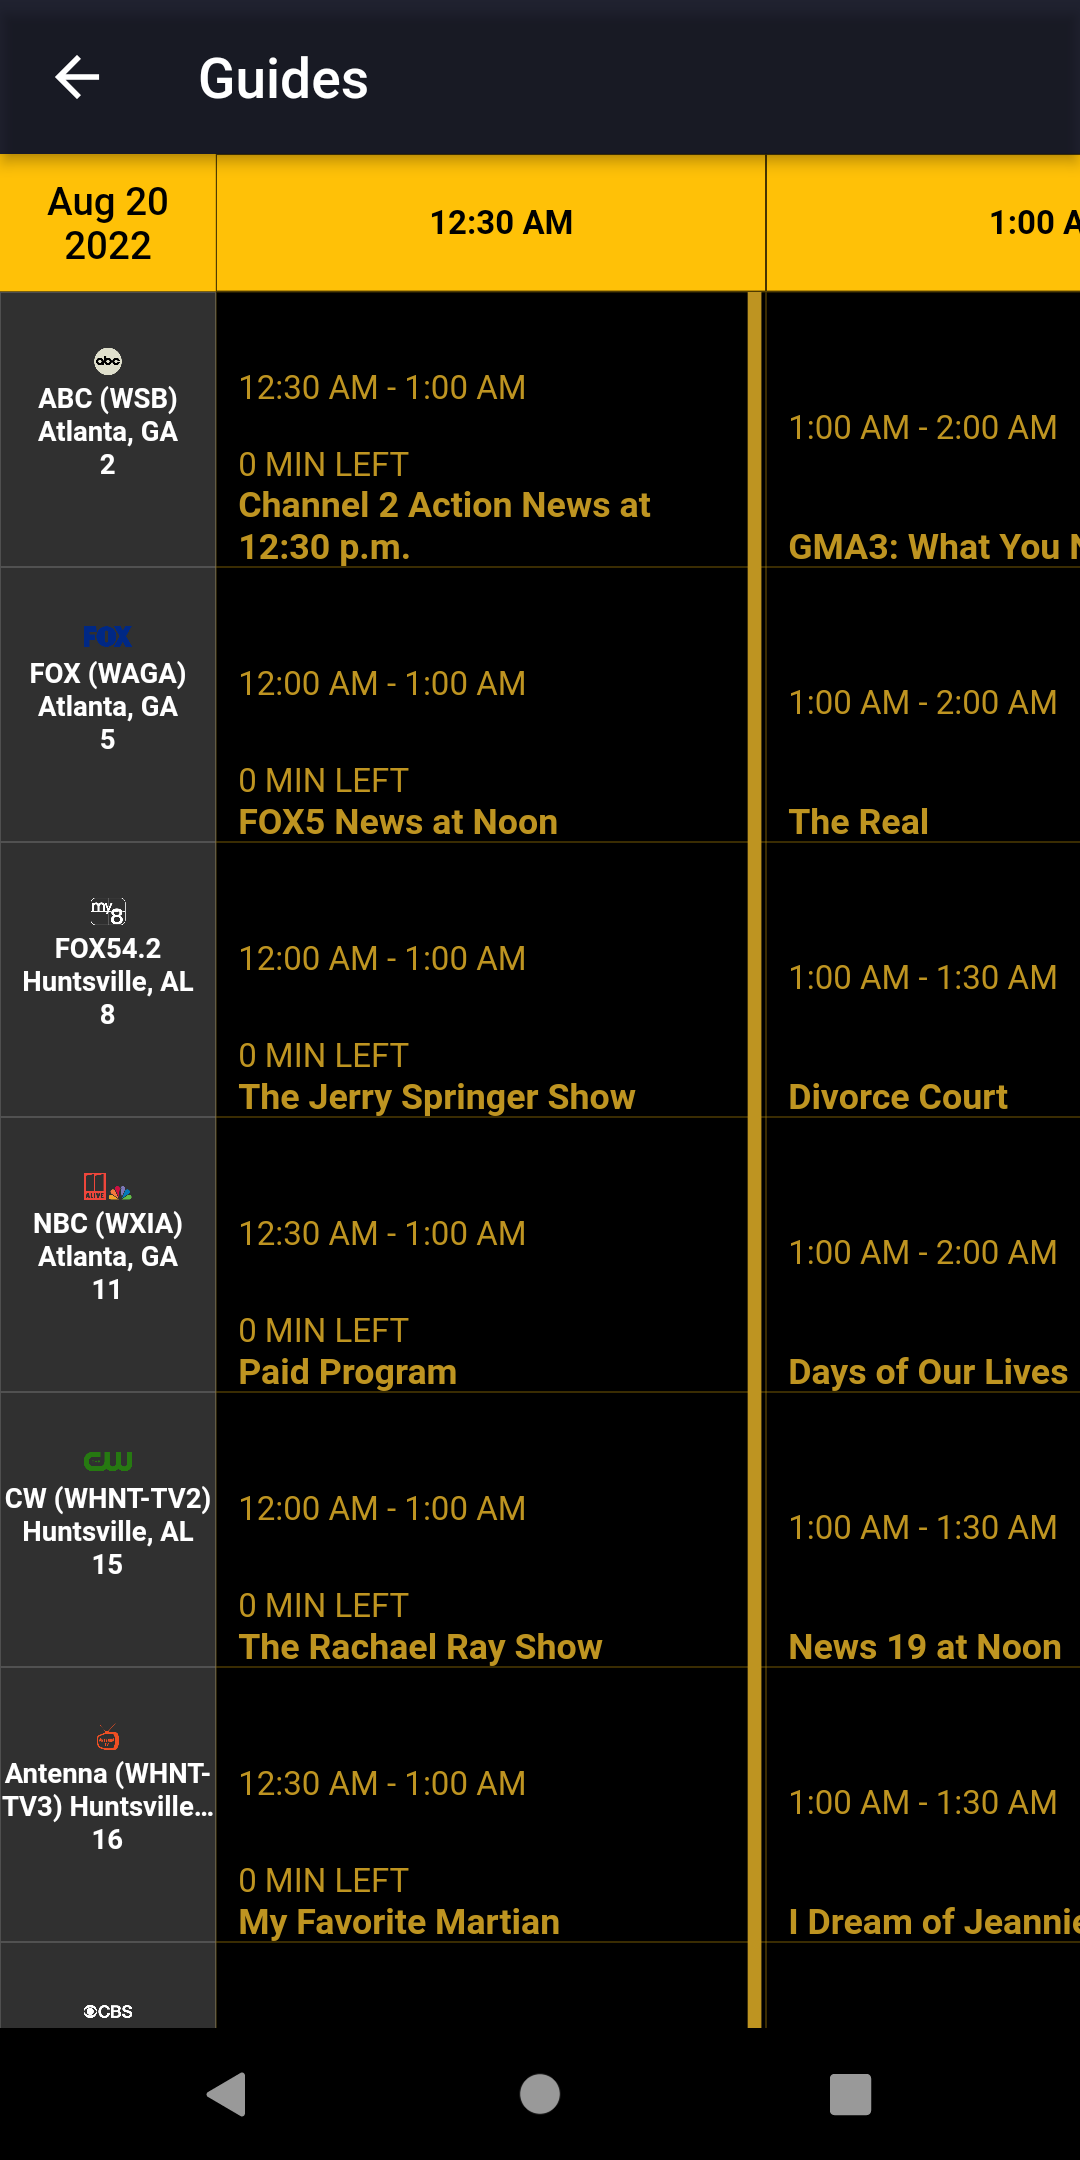 Guides
Aug 20
2022
12:30 AM
1:00 A
abc
ABC (WSB)
Atlanta, GA
2
12:30 AM - 1:00 AM
0 MIN LEFT
Channel 2 Action News at
12:30 p.m.
1:00 AM - 2:00 AM
GMA3: What You N
FOX
FOX (WAGA)
Atlanta, GA
5
12:00 AM - 1:00 AM
0 MIN LEFT
FOX5 News at Noon
1:00 AM - 2:00 AM
The Real
my
8
FOX54.2
Huntsville, AL
8
12:00 AM - 1:00 AM
0 MIN LEFT
The Jerry Springer Show
1:00 AM - 1:30 AM
Divorce Court
NBC (WXIA)
Atlanta, GA
11
12:30 AM - 1:00 AM
0 MIN LEFT
Paid Program
1:00 AM - 2:00 AM
Days of Our Lives
CW
CW (WHNT-TV2)
Huntsville, AL
15
12:00 AM - 1:00 AM
0 MIN LEFT
The Rachael Ray Show
1:00 AM - 1:30 AM
News 19 at Noon
Antenna (WHNT-
TV3) Huntsville...
16
12:30 AM - 1:00 AM
0 MIN LEFT
My Favorite Martian
1:00 AM - 1:30 AM
I Dream of Jeannie
CBS